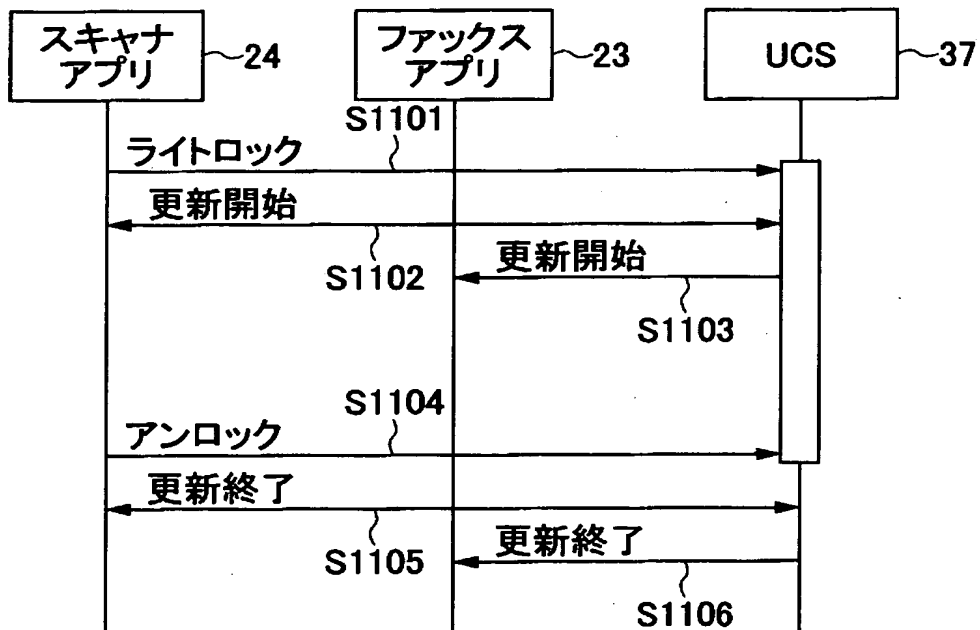 スキャナ
アプリ
24
ファックス
アプリ
23
UCS
37
S1101
ライトロック
更新開始
S1102
更新開始
S1103
S1104
アンロック
更新終了
S1105
更新終了
S1106